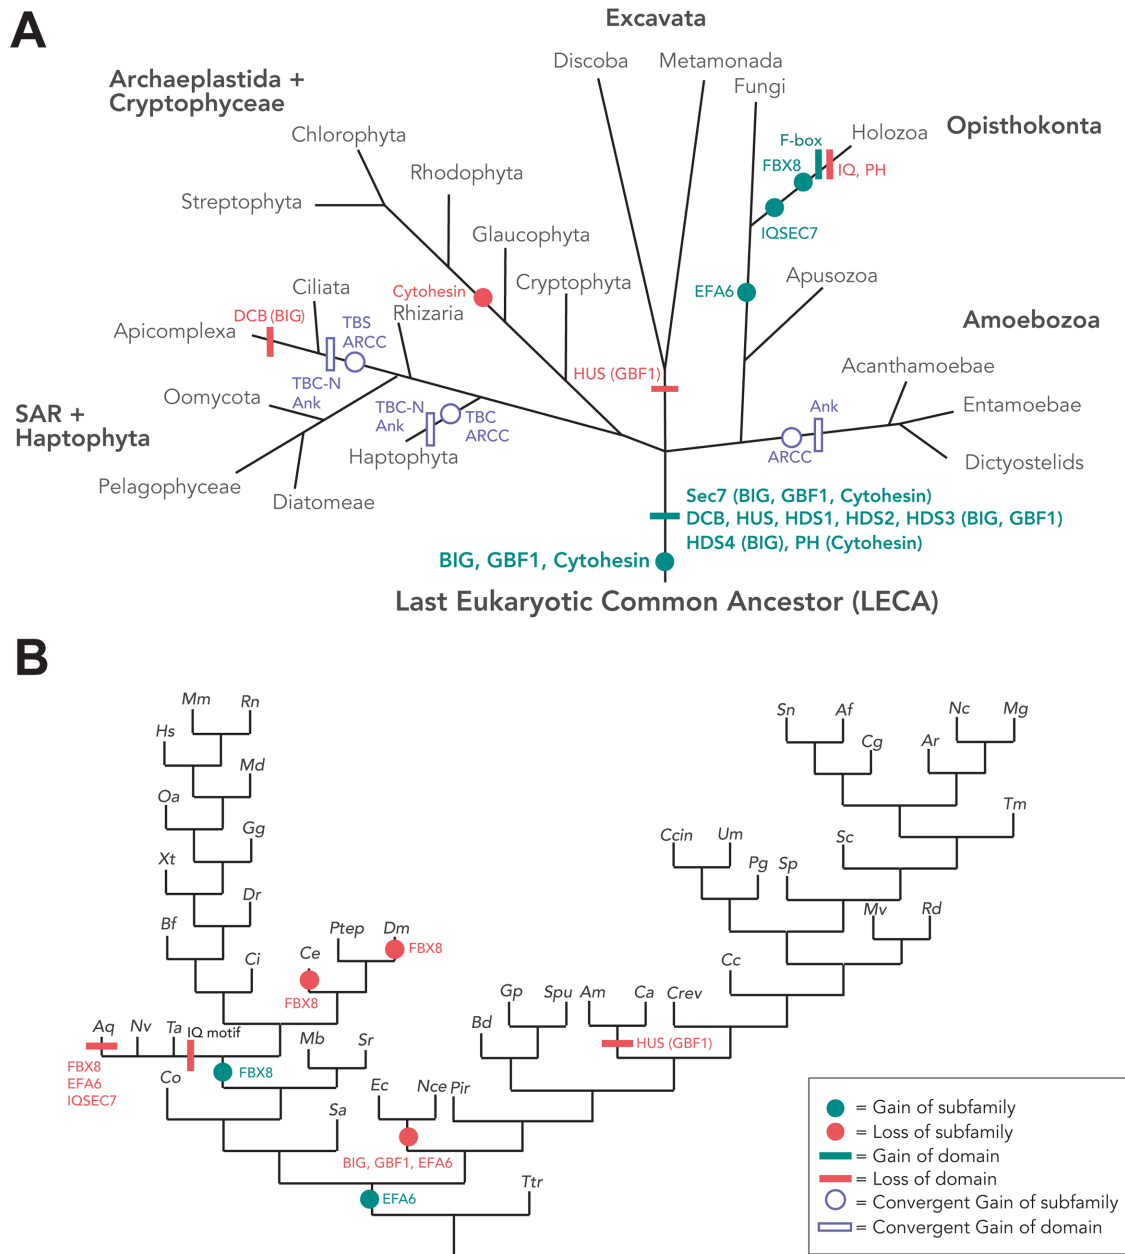 A
Excavata
Discoba
Metamonada
Fungi
Archaeplastida +
Cryptophyceae
Opisthokonta
Holozoa
F-box
FBX8
IQ, PH
IQSEC7
Chlorophyta
Rhodophyta
Streptophyta
Glaucophyta
Cryptophyta
Cytohesin
EFA6
Apusozoa
Ciliata
Rhizaria
DCB (BIG)
TBS
ARCC
Apicomplexa
Amoebozoa
Acanthamoebae
HUS (GBF1)
TBC-N
Ank
Oomycota
TBC-N
Ank
TBC
ARCC
Ank
ARCC
Entamoebae
SAR +
Haptophyta
Haptophyta
Dictyostelids
Pelagophyceae
Diatomeae
Sec7 (BIG, GBF1, Cytohesin)
DCB, HUS, HDS1, HDS2, HDS3 (BIG, GBF1)
HDS4 (BIG), PH (Cytohesin)
BIG, GBF1, Cytohesin
Last Eukaryotic Common Ancestor (LECA)
B
Mm
Rn
Hs
Md
Oa
Gg
Xt
Dr
Bf
Ci
Ptep
Dm
FBX8
Ce
FBX8
Aq
Nv
Ta
IQ motif
FBX8
EFA6
IQSEC7
FBX8
Mb
Sr
Co
Sa
Ec
Nce
Pir
BIG, GBF1, EFA6
EFA6
Ttr
Bd
Gp
Spu
Am
Ca
Crev
HUS (GBF1)
Cc
Ccin
Um
Pg
Sp
Sc
Mv
Rd
Sn
Af
Cg
Ar
Nc
Mg
Tm
= Gain of subfamily
= Loss of subfamily
= Gain of domain
= Loss of domain
= Convergent Gain of subfamily
= Convergent Gain of domain